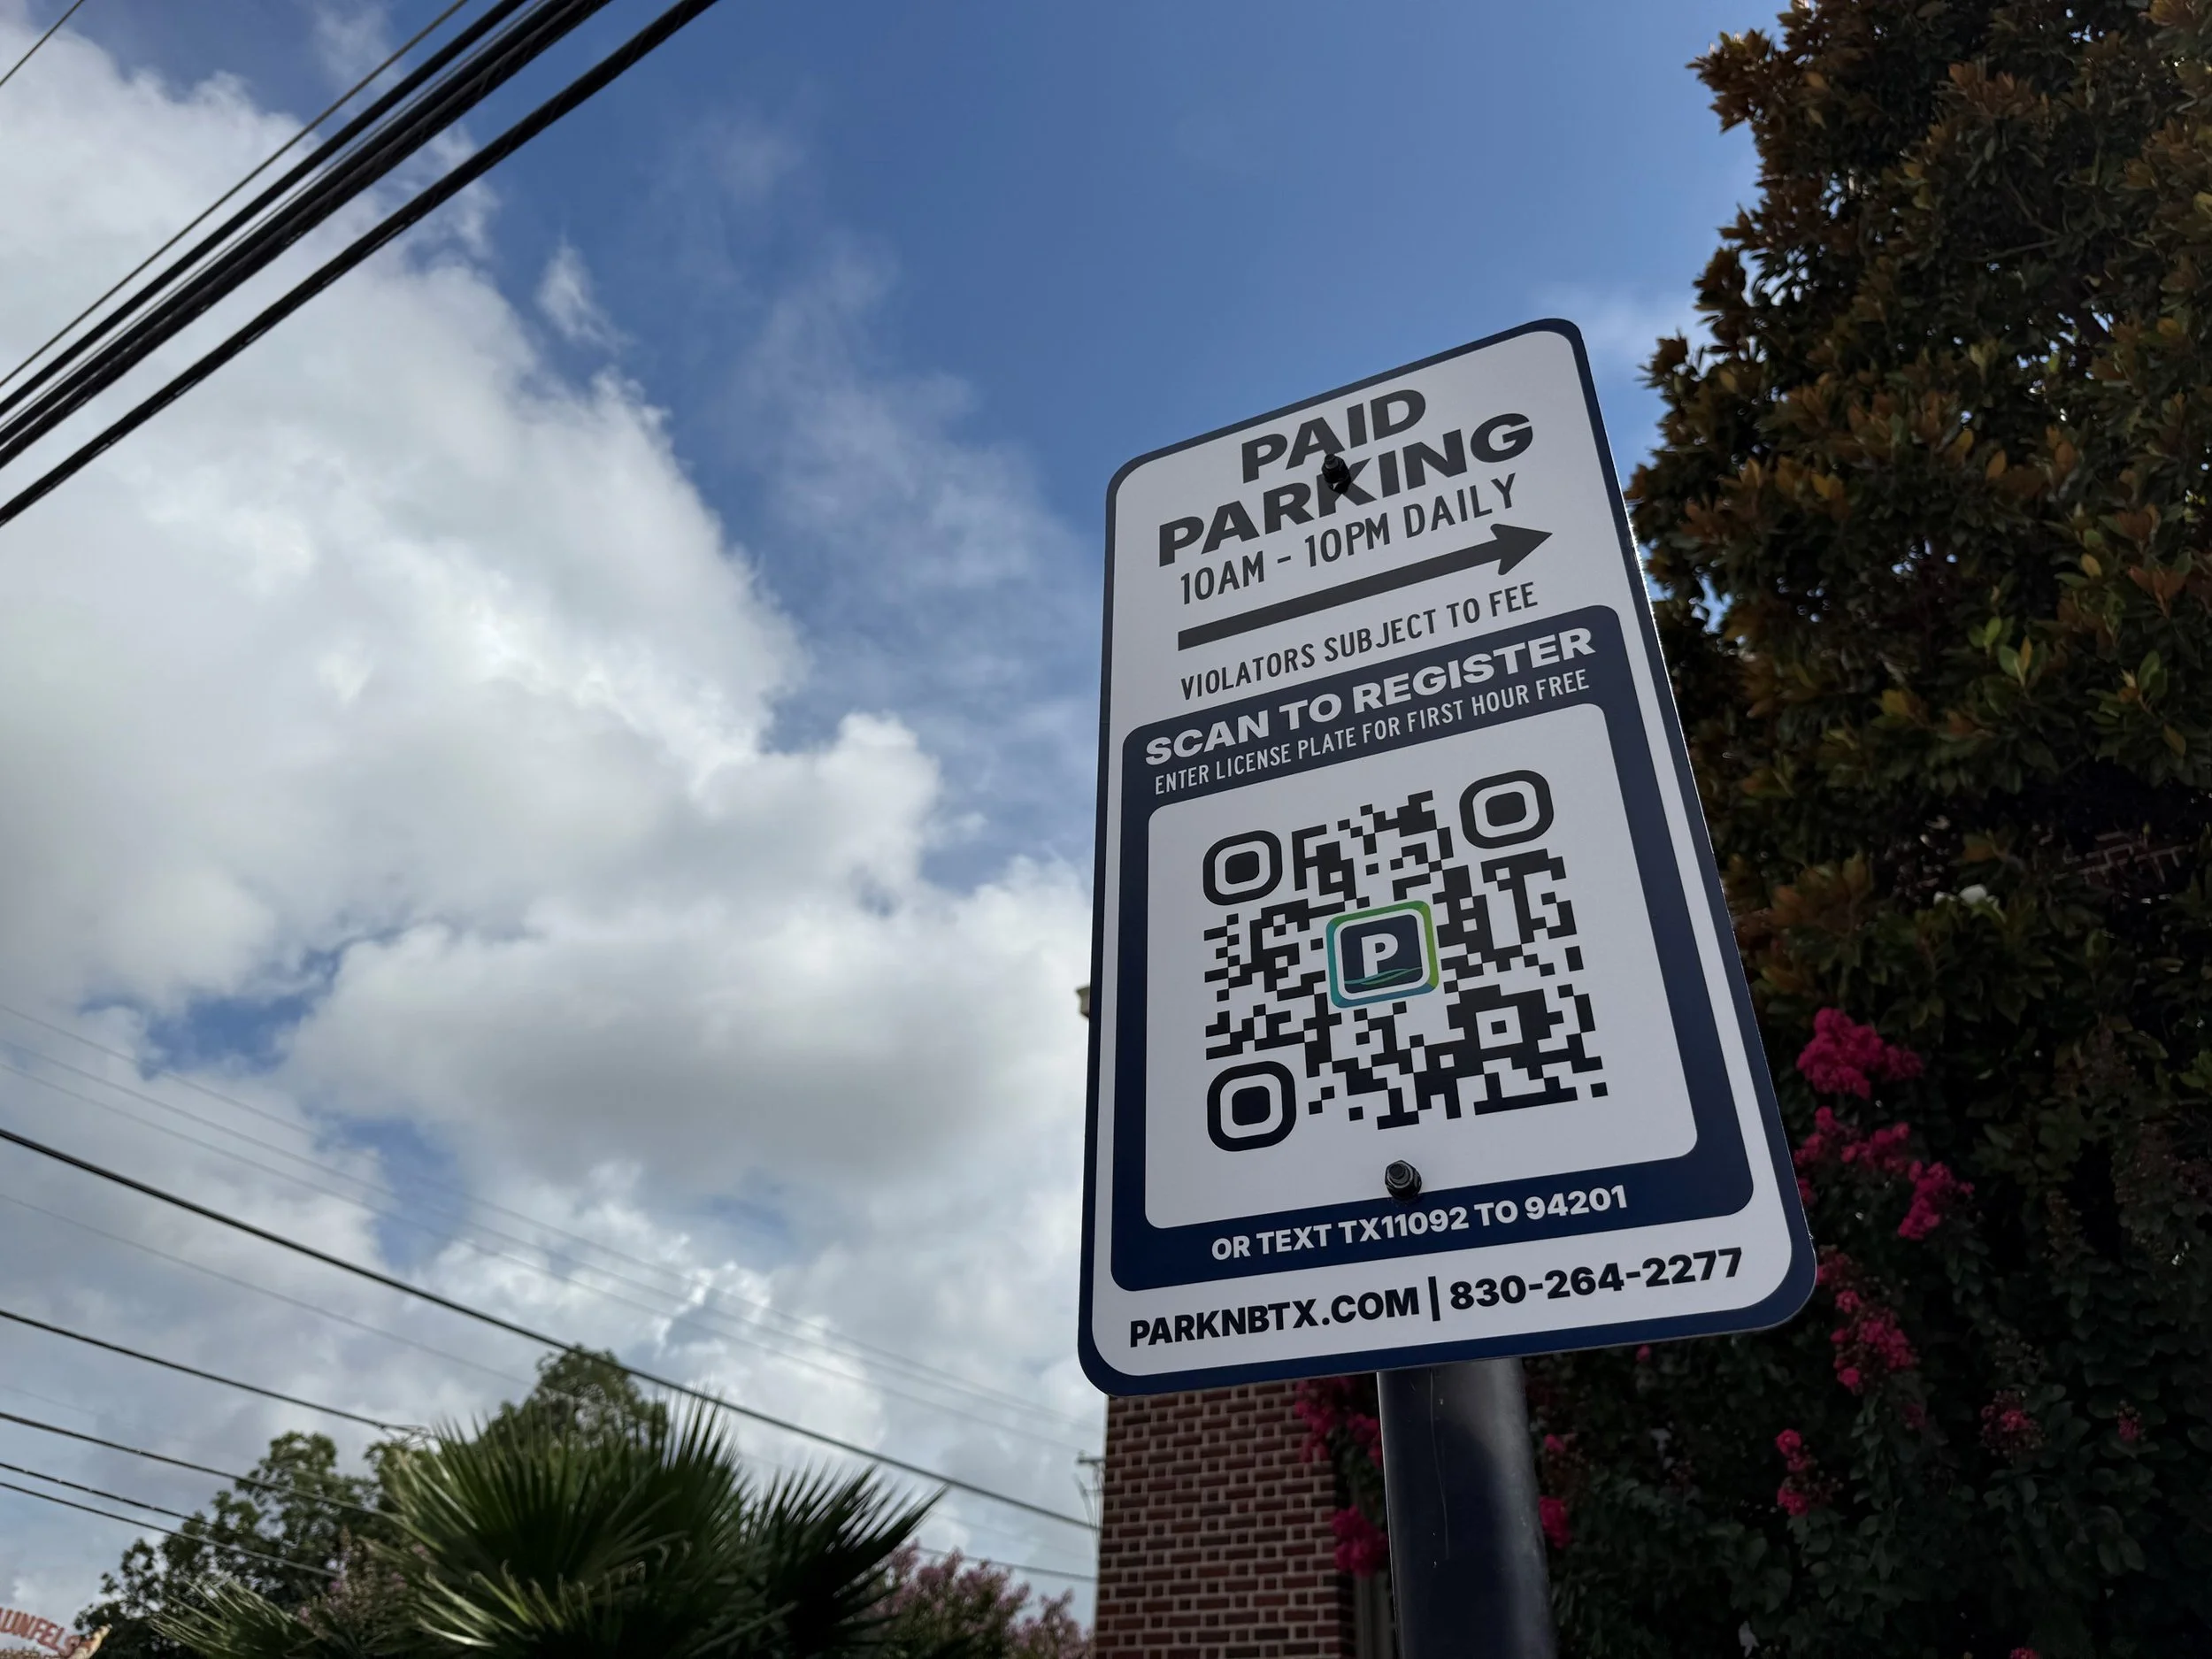 PAID
PARKING
10AM - 10PM DAILY
VIOLATORS SUBJECT TO FEE
SCAN TO REGISTER
ENTER LICENSE PLATE FOR FIRST HOUR FREE
P
OR TEXT TX11092 TO 94201
PARKNBTX.COM | 830-264-2277